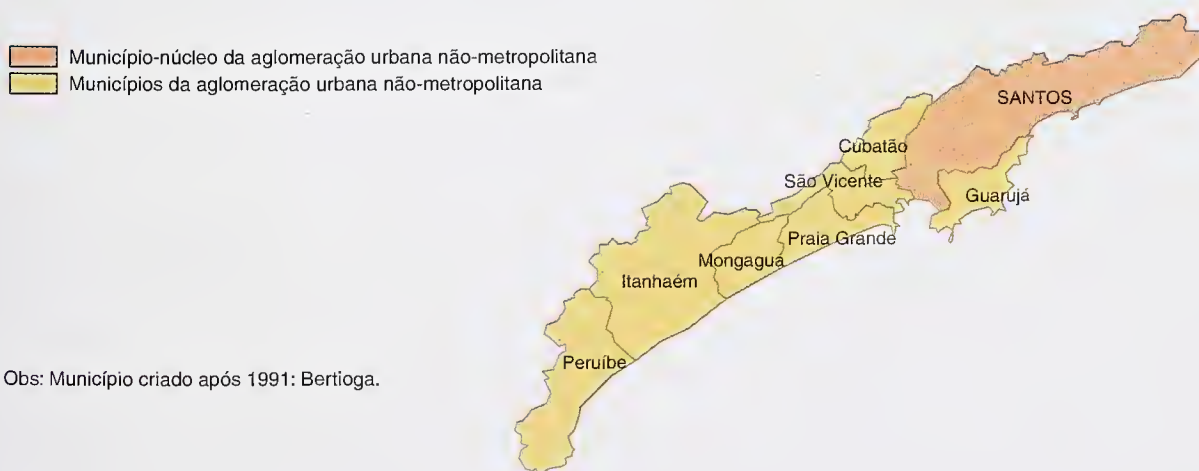 Município-núcleo da aglomeração urbana não-metropolitana
Municípios da aglomeração urbana não-metropolitana
SANTOS
Cubatão
São Vicente
Guarujá
Praia Grande
Mongaguá
Itanhaém
Peruíbe
Obs: Município criado após 1991: Bertioga.